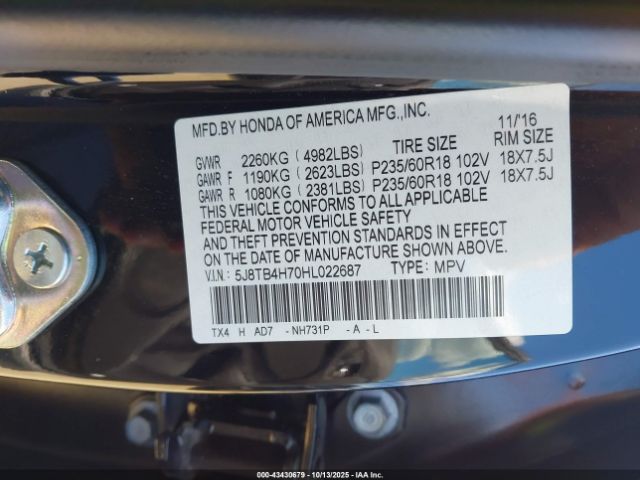 MFD.BY HONDA OF AMERICA MFG.,INC. 11/'16
GVWR 2260KG ( 4982LBS) TIRE SIZE RIM SIZE
GAWR F 1190KG ( 2623LBS) P235/60R18 102V 18X7.5J
GAWR R 1080KG ( 2381LBS) P235/60R18 102V 18X7.5J
THIS VEHICLE CONFORMS TO ALL APPLICABLE
FEDERAL MOTOR VEHICLE SAFETY
AND THEFT PREVENTION STANDARDS IN EFFECT
ON THE DATE OF MANUFACTURE SHOWN ABOVE.
V.I.N.: 5J8TB4H70HL022687 TYPE: MPV
TX4 H AD7 -NH731P -A-L
000-43430679 - 10/13/2025 - IAA Inc.